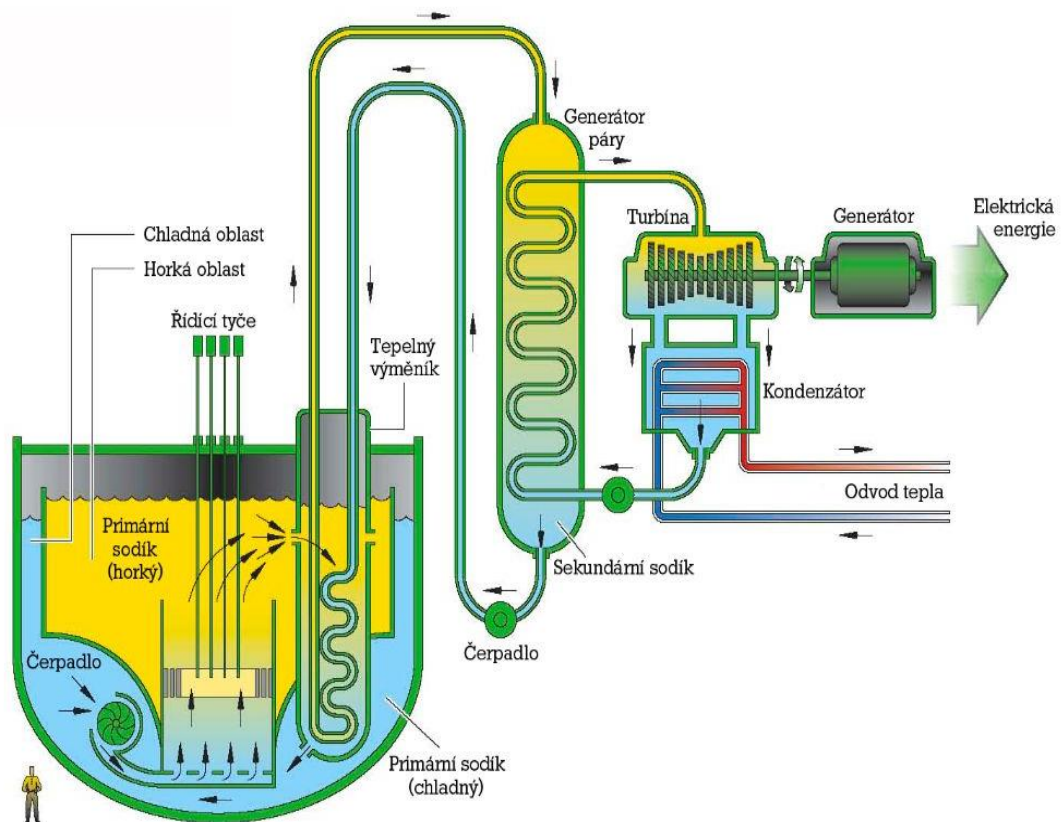 Generátor
páry
Turbína
Generátor
Elektrická
energie
Chladná oblast
Horká oblast
Řídící tyče
Tepelný
výměník
Kondenzátor
Odvod tepla
Primární
sodík
(horký)
Sekundární sodík
Čerpadlo
Čerpadlo
Primární sodík
(chladný)